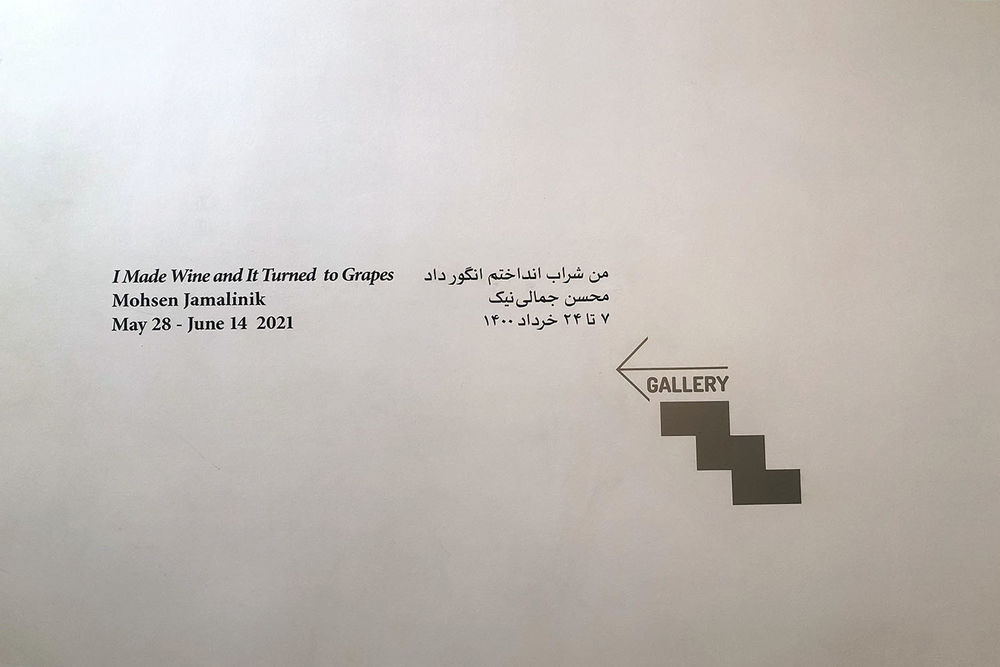 I Made Wine and It Turned to Grapes
Mohsen Jamalinik
May 28 - June 14 2021
من شراب انداختم انگور داد
محسن جمالی‌نیک
۷ تا ۲۴ خرداد ۱۴۰۰
GALLERY